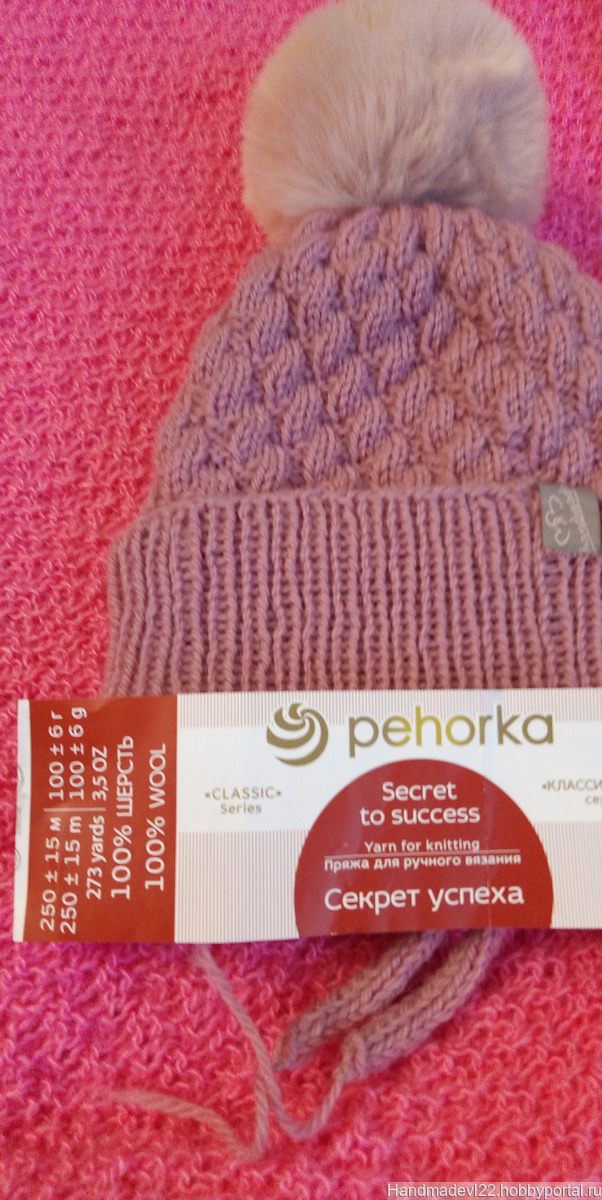 pehorka
•CLASSIC•
Series
Secret
to success
Yarn for knitting
Пряжа для ручного вязания
Секрет успеха
250 ± 15 м | 100 ± 6 г
250 ± 15 m | 100 ± 6 g
273 yards | 3,5 OZ
100% ШЕРСТЬ
100% WOOL
Handmadevl22.hobbyportal.ru